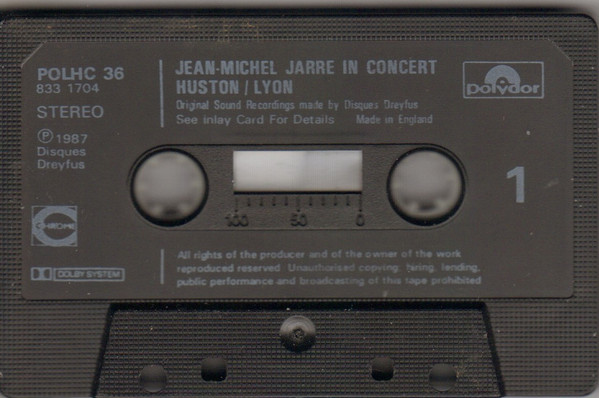 POLHC 36
833 1704
STEREO
Ⓟ 1987
Disques
Dreyfus
CHROME
DOLBY SYSTEM
JEAN-MICHEL JARRE IN CONCERT
HUSTON / LYON
Original Sound Recordings made by Disques Dreyfus
See inlay Card For Details Made in England
polydor
100 50 0
1
All rights of the producer and of the owner of the work
reproduced reserved. Unauthorised copying, hiring, lending,
public performance and broadcasting of this tape prohibited